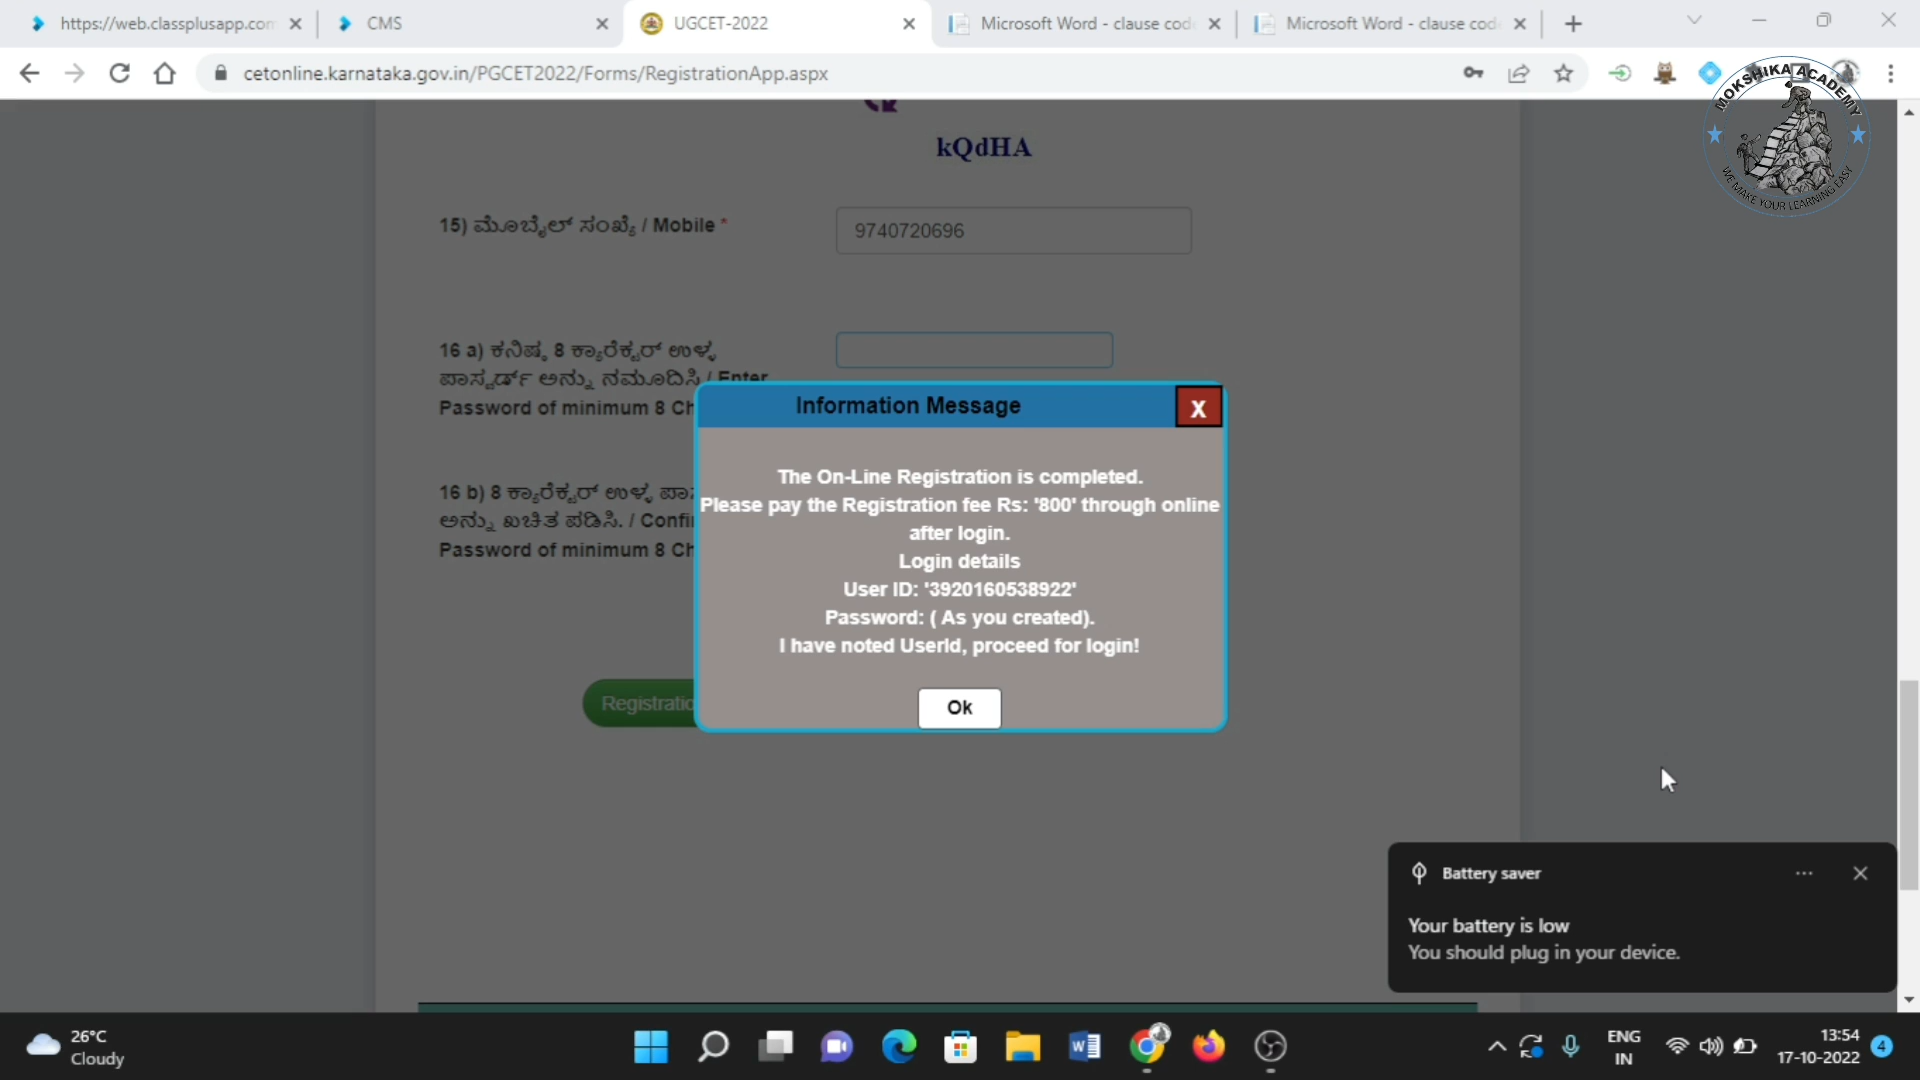 https://web.classplusapp.com
CMS
UGCET-2022
Microsoft Word - clause cod
Microsoft Word - clause cod
cetonline.karnataka.gov.in/PGCET2022/Forms/RegistrationApp.aspx
MOKSHIKA ACADEMY
WE MAKE YOUR LEARNING EASY
kQdHA
15) ಮೊಬೈಲ್ ಸಂಖ್ಯೆ / Mobile *
9740720696
16 a) ಕನಿಷ್ಠ 8 ಕ್ಯಾರೆಕ್ಟರ್ ಉಳ್ಳ
ಪಾಸ್ವರ್ಡ್ ಅನ್ನು ನಮೂದಿಸಿ / Enter
Password of minimum 8 Ch
Information Message
X
The On-Line Registration is completed.
Please pay the Registration fee Rs: '800' through online
after login.
Login details
User ID: '3920160538922'
Password: ( As you created).
I have noted UserId, proceed for login!
Ok
16 b) 8 ಕ್ಯಾರೆಕ್ಟರ್ ಉಳ್ಳ ಪಾಸ
ಅನ್ನು ಖಚಿತ ಪಡಿಸಿ. / Confi
Password of minimum 8 Ch
Registratio
Battery saver
Your battery is low
You should plug in your device.
26°C
Cloudy
ENG
IN
13:54
17-10-2022
4